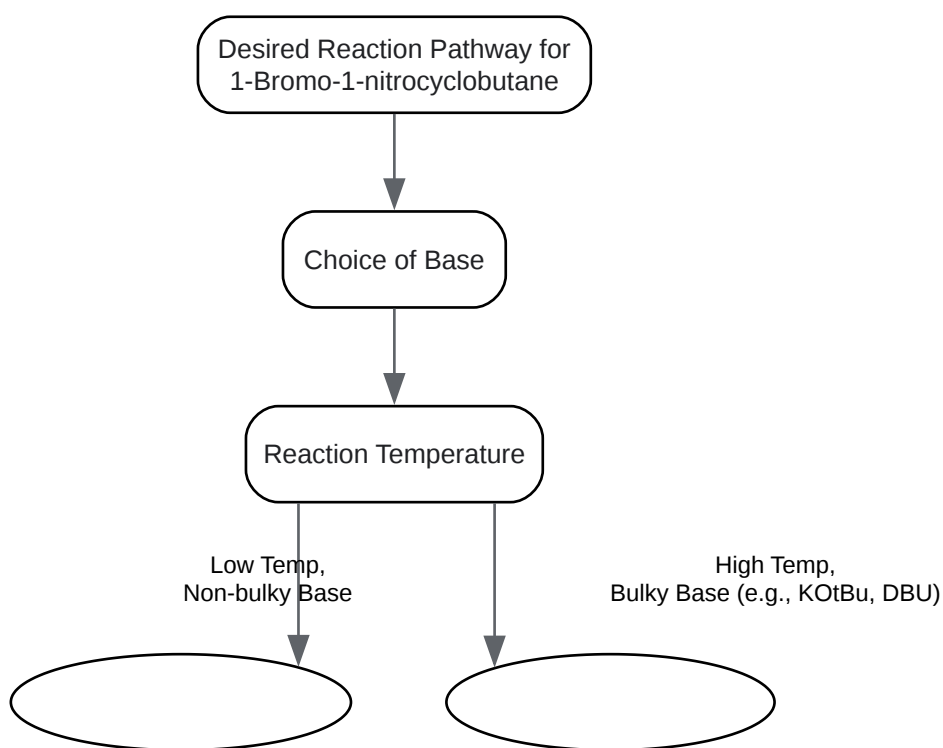 Desired Reaction Pathway for
1-Bromo-1-nitrocyclobutane
Choice of Base
Reaction Temperature
Low Temp,
Non-bulky Base
High Temp,
Bulky Base (e.g., KOtBu, DBU)